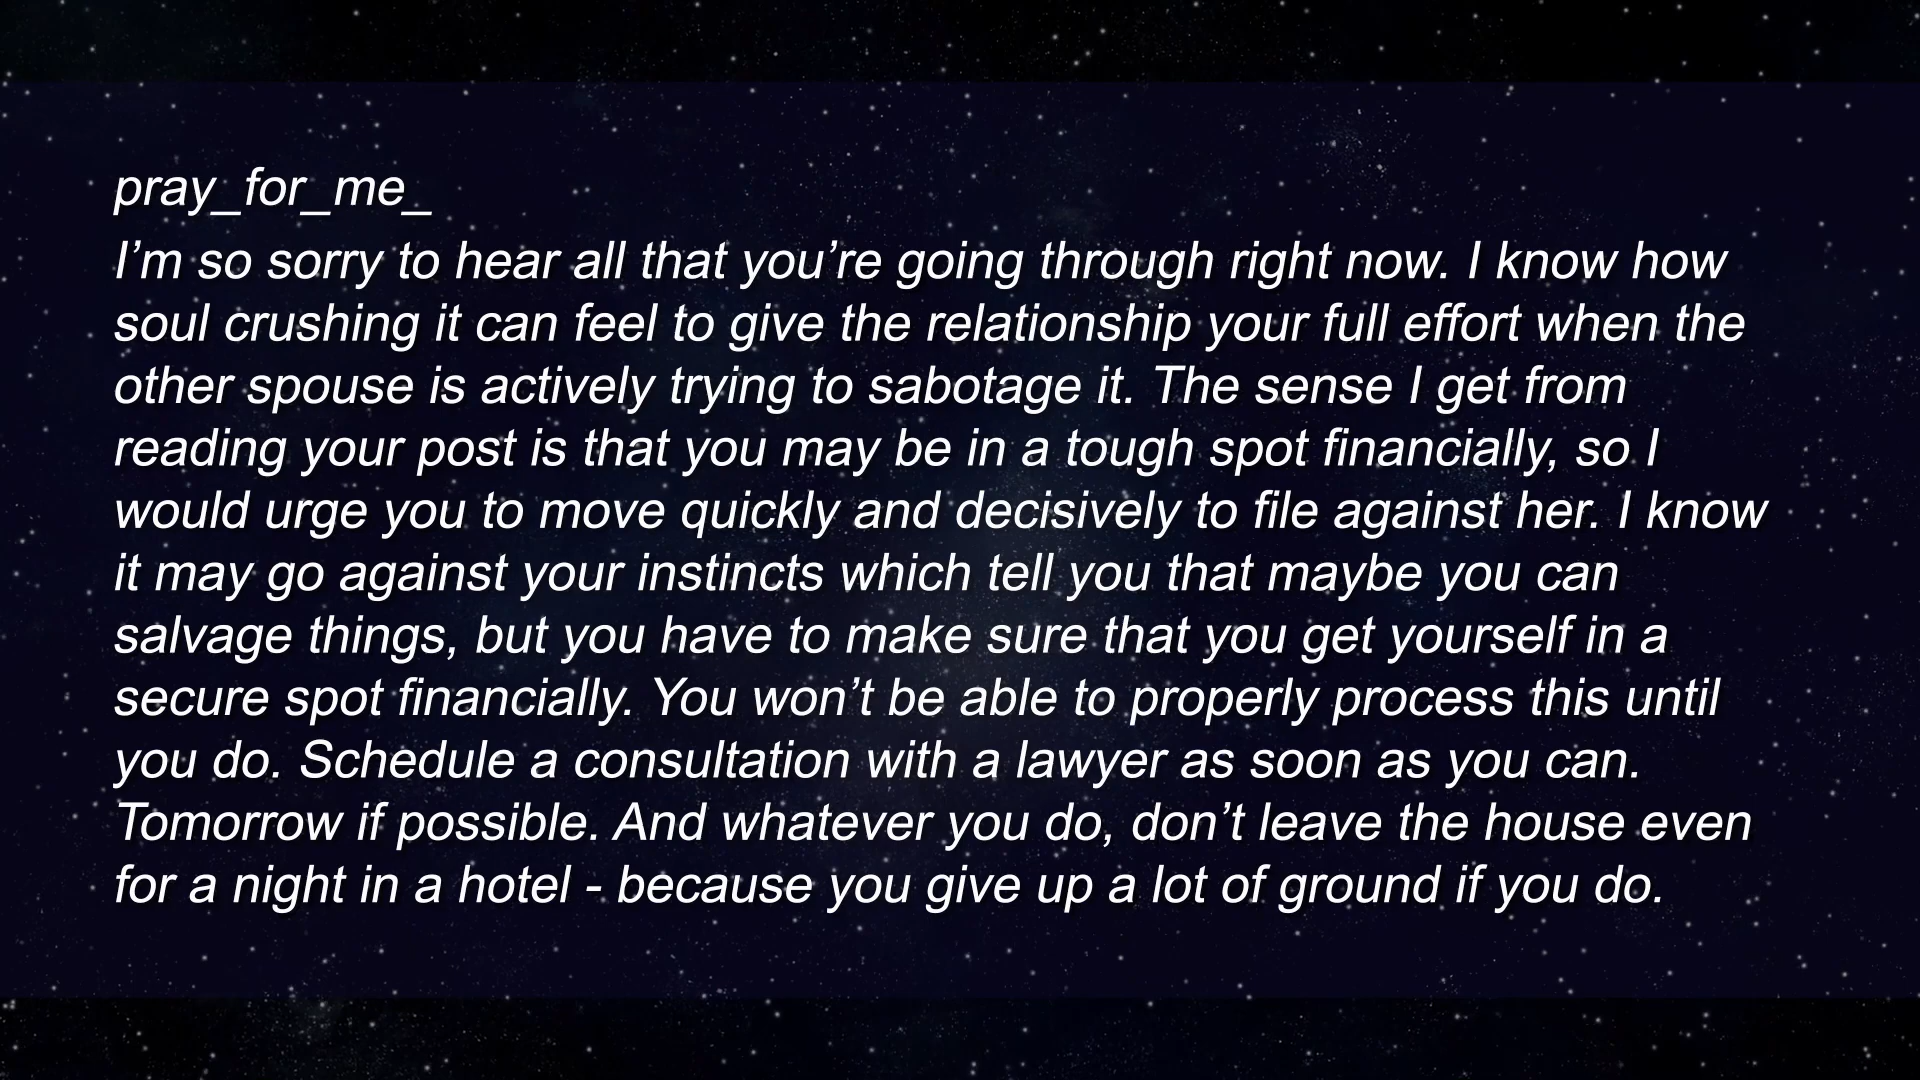 pray_for_me_
I’m so sorry to hear all that you’re going through right now. I know how
soul crushing it can feel to give the relationship your full effort when the
other spouse is actively trying to sabotage it. The sense I get from
reading your post is that you may be in a tough spot financially, so I
would urge you to move quickly and decisively to file against her. I know
it may go against your instincts which tell you that maybe you can
salvage things, but you have to make sure that you get yourself in a
secure spot financially. You won’t be able to properly process this until
you do. Schedule a consultation with a lawyer as soon as you can.
Tomorrow if possible. And whatever you do, don’t leave the house even
for a night in a hotel - because you give up a lot of ground if you do.